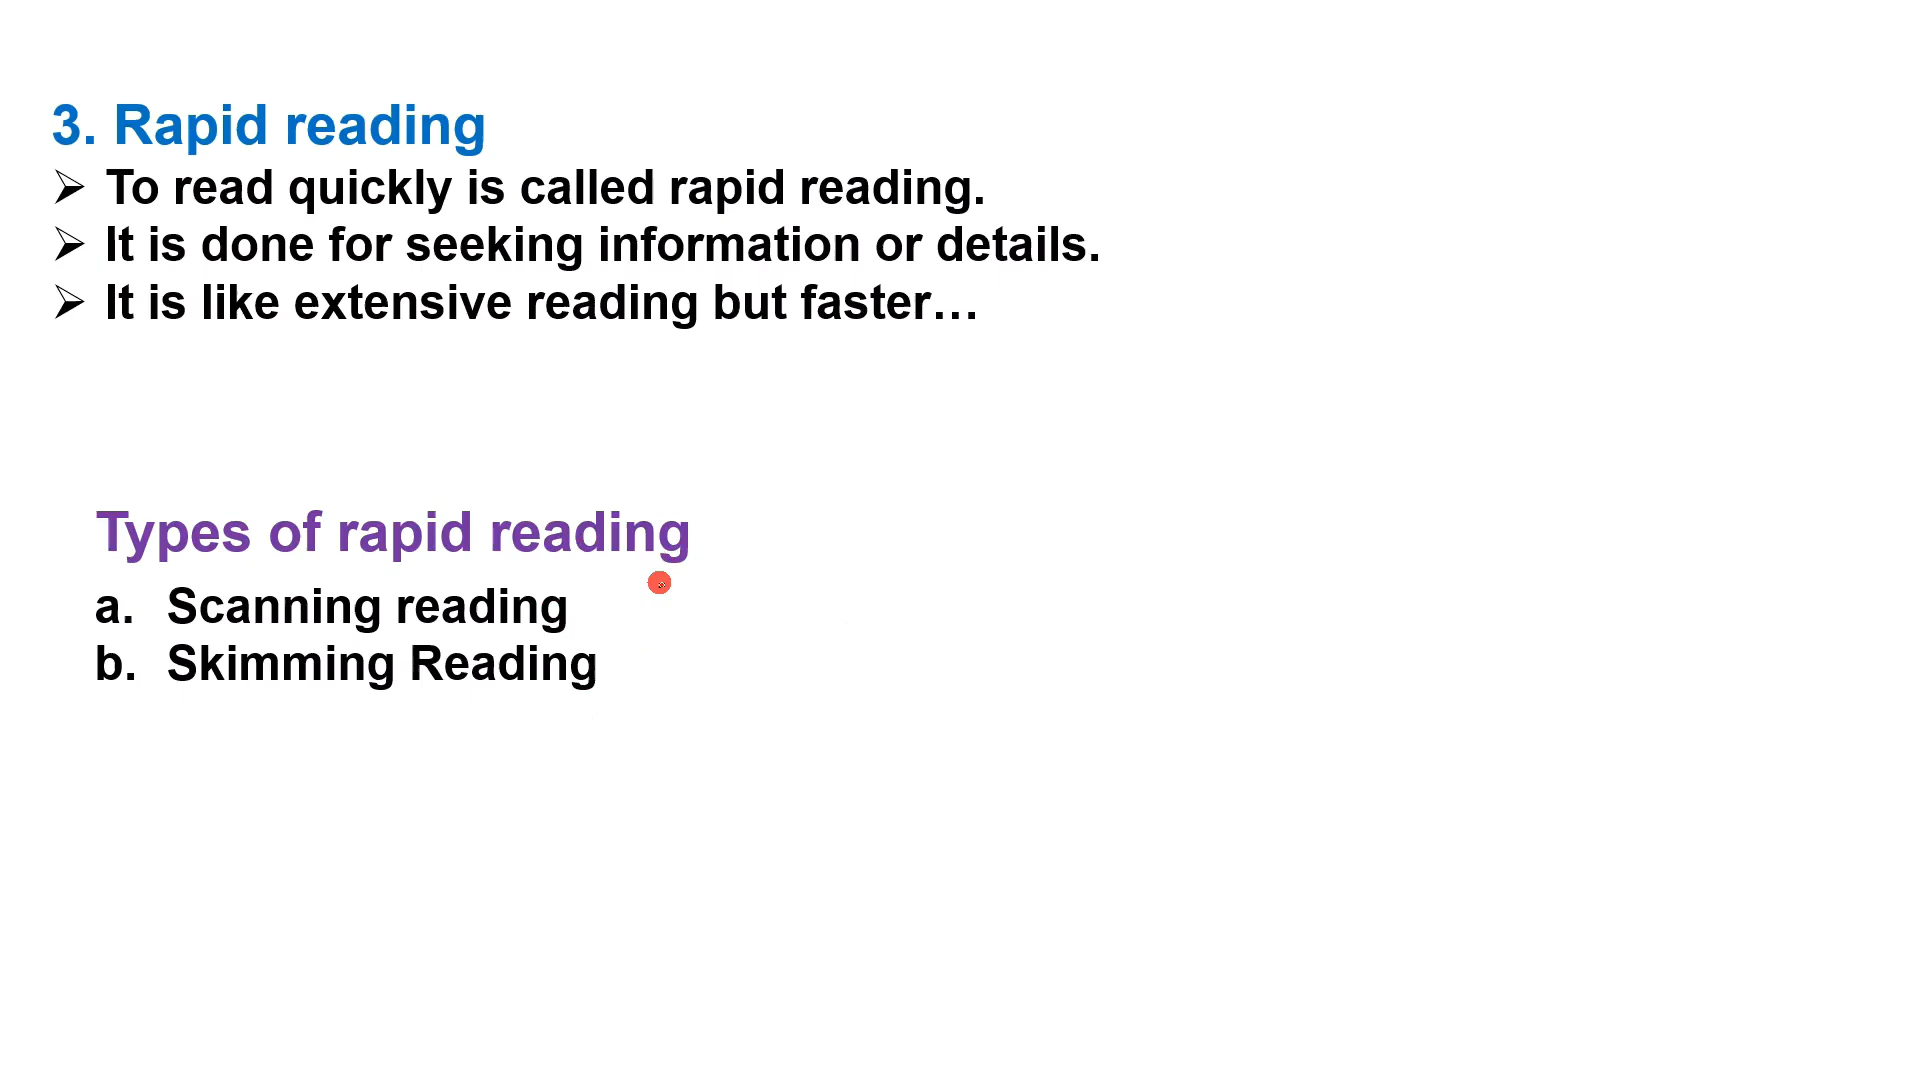 3. Rapid reading
➢ To read quickly is called rapid reading.
➢ It is done for seeking information or details.
➢ It is like extensive reading but faster…
Types of rapid reading
a. Scanning reading
b. Skimming Reading